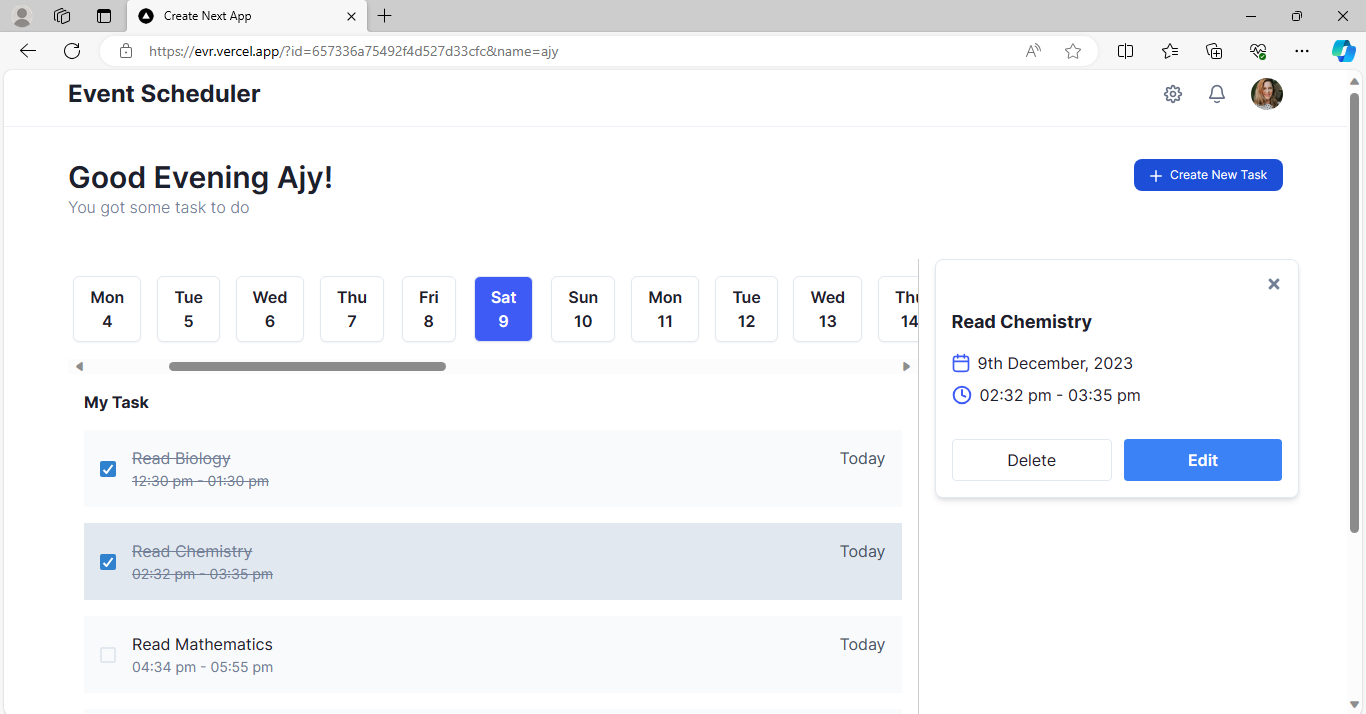 Create Next App
https://evr.vercel.app/?id=657336a75492f4d527d33cfc&name=ajy
Event Scheduler
Good Evening Ajy!
You got some task to do
Create New Task
Mon Tue Wed Thu Fri Sat Sun Mon Tue Wed Thu
4 5 6 7 8 9 10 11 12 13 14
My Task
Read Biology Today
12:30 pm - 01:30 pm
Read Chemistry Today
02:32 pm - 03:35 pm
Read Mathematics Today
04:34 pm - 05:55 pm
Read Chemistry
9th December, 2023
02:32 pm - 03:35 pm
Delete Edit